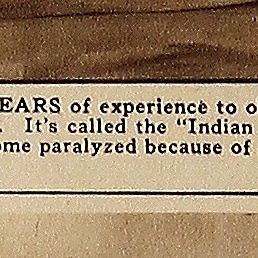 EARS of experience to o
. It's called the "Indian
ome paralyzed because of